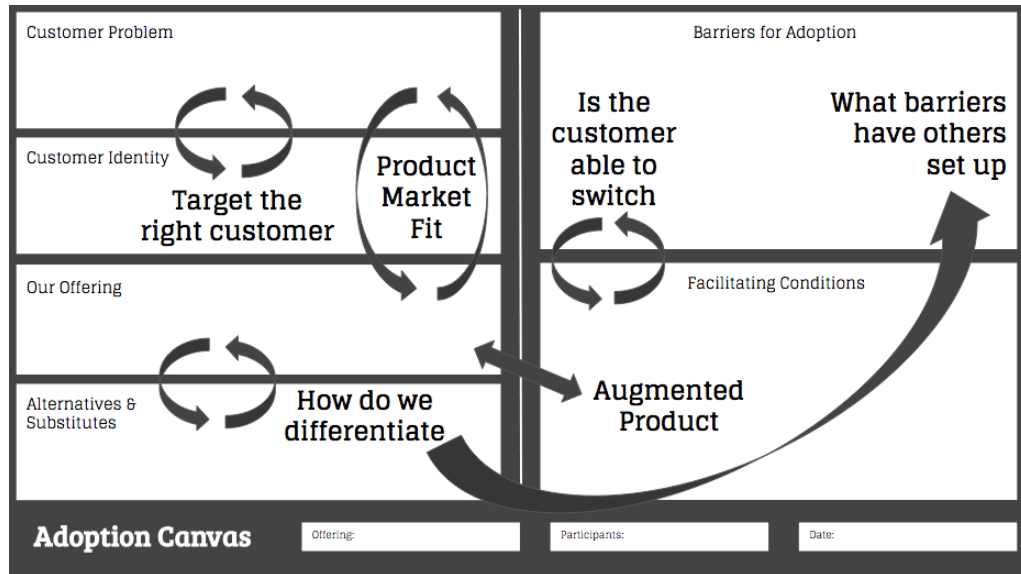 Customer Problem
Customer Identity
Target the
right customer
Product
Market
Fit
Our Offering
Alternatives &
Substitutes
How do we
differentiate
Barriers for Adoption
Is the
customer
able to
switch
What barriers
have others
set up
Facilitating Conditions
Augmented
Product
Adoption Canvas
Offering:
Participants:
Date: